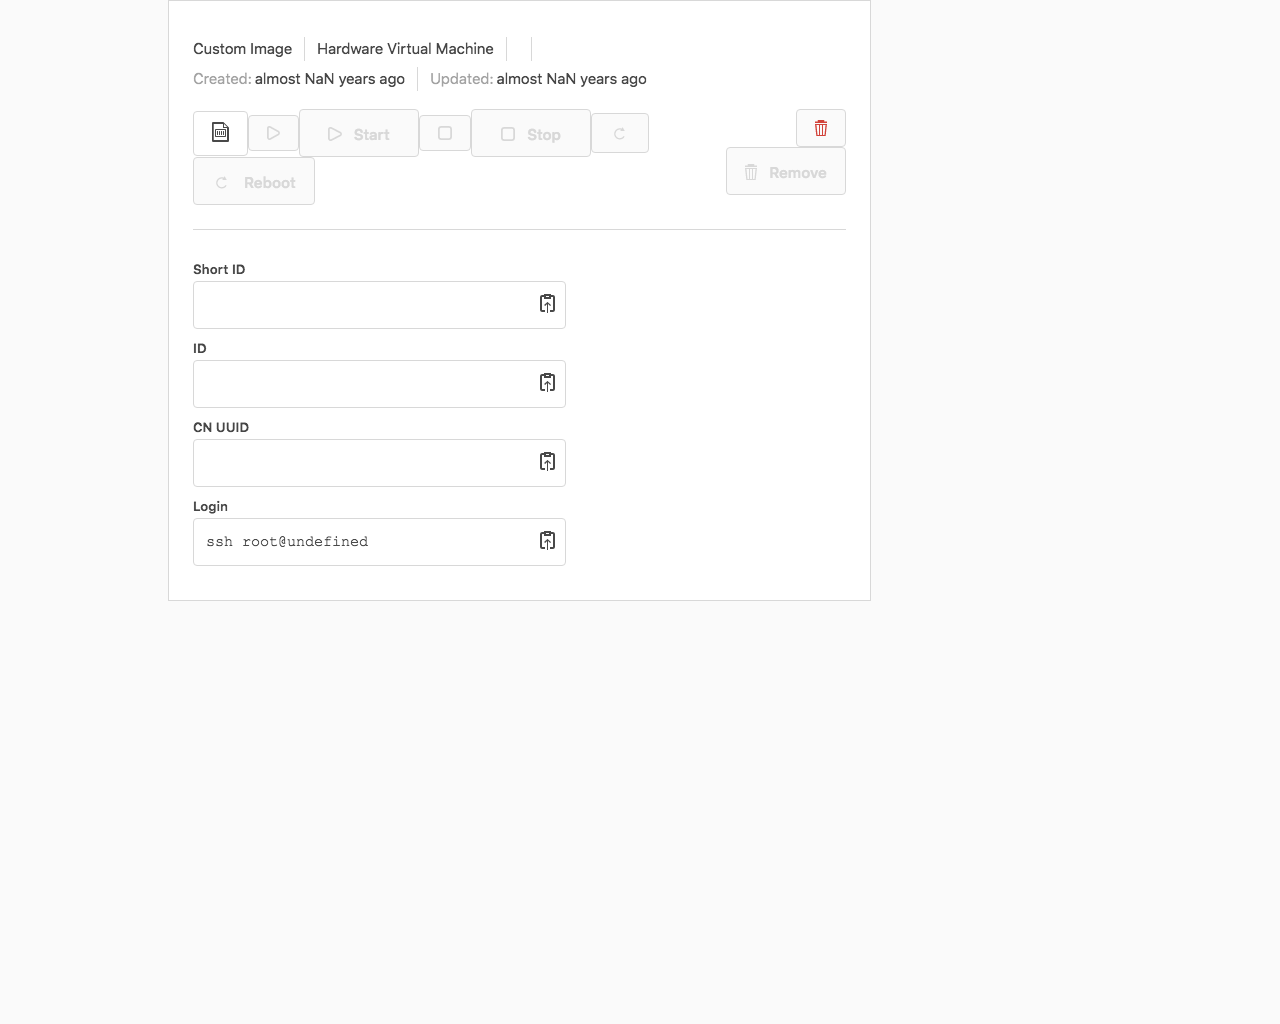 Custom Image Hardware Virtual Machine
Created: almost NaN years ago Updated: almost NaN years ago
Start Stop
Reboot Remove
Short ID
ID
CN UUID
Login
ssh root@undefined